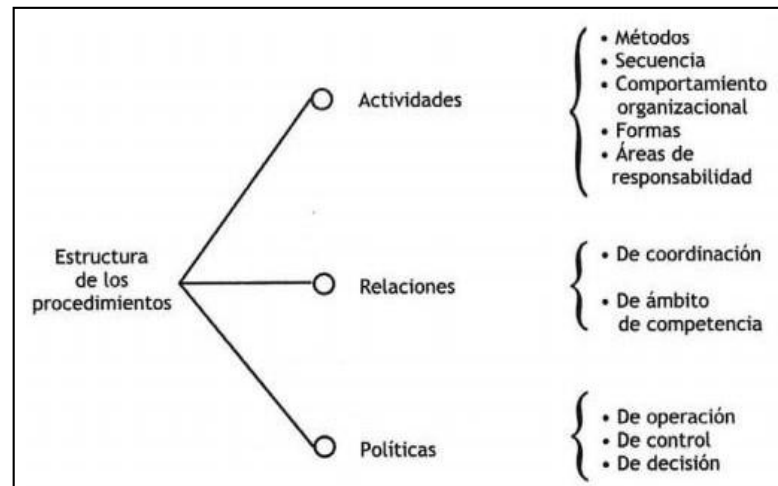 Estructura
de los
procedimientos
Actividades
• Métodos
• Secuencia
• Comportamiento
organizacional
• Formas
• Áreas de
responsabilidad
Relaciones
• De coordinación
• De ámbito
de competencia
Políticas
• De operación
• De control
• De decisión